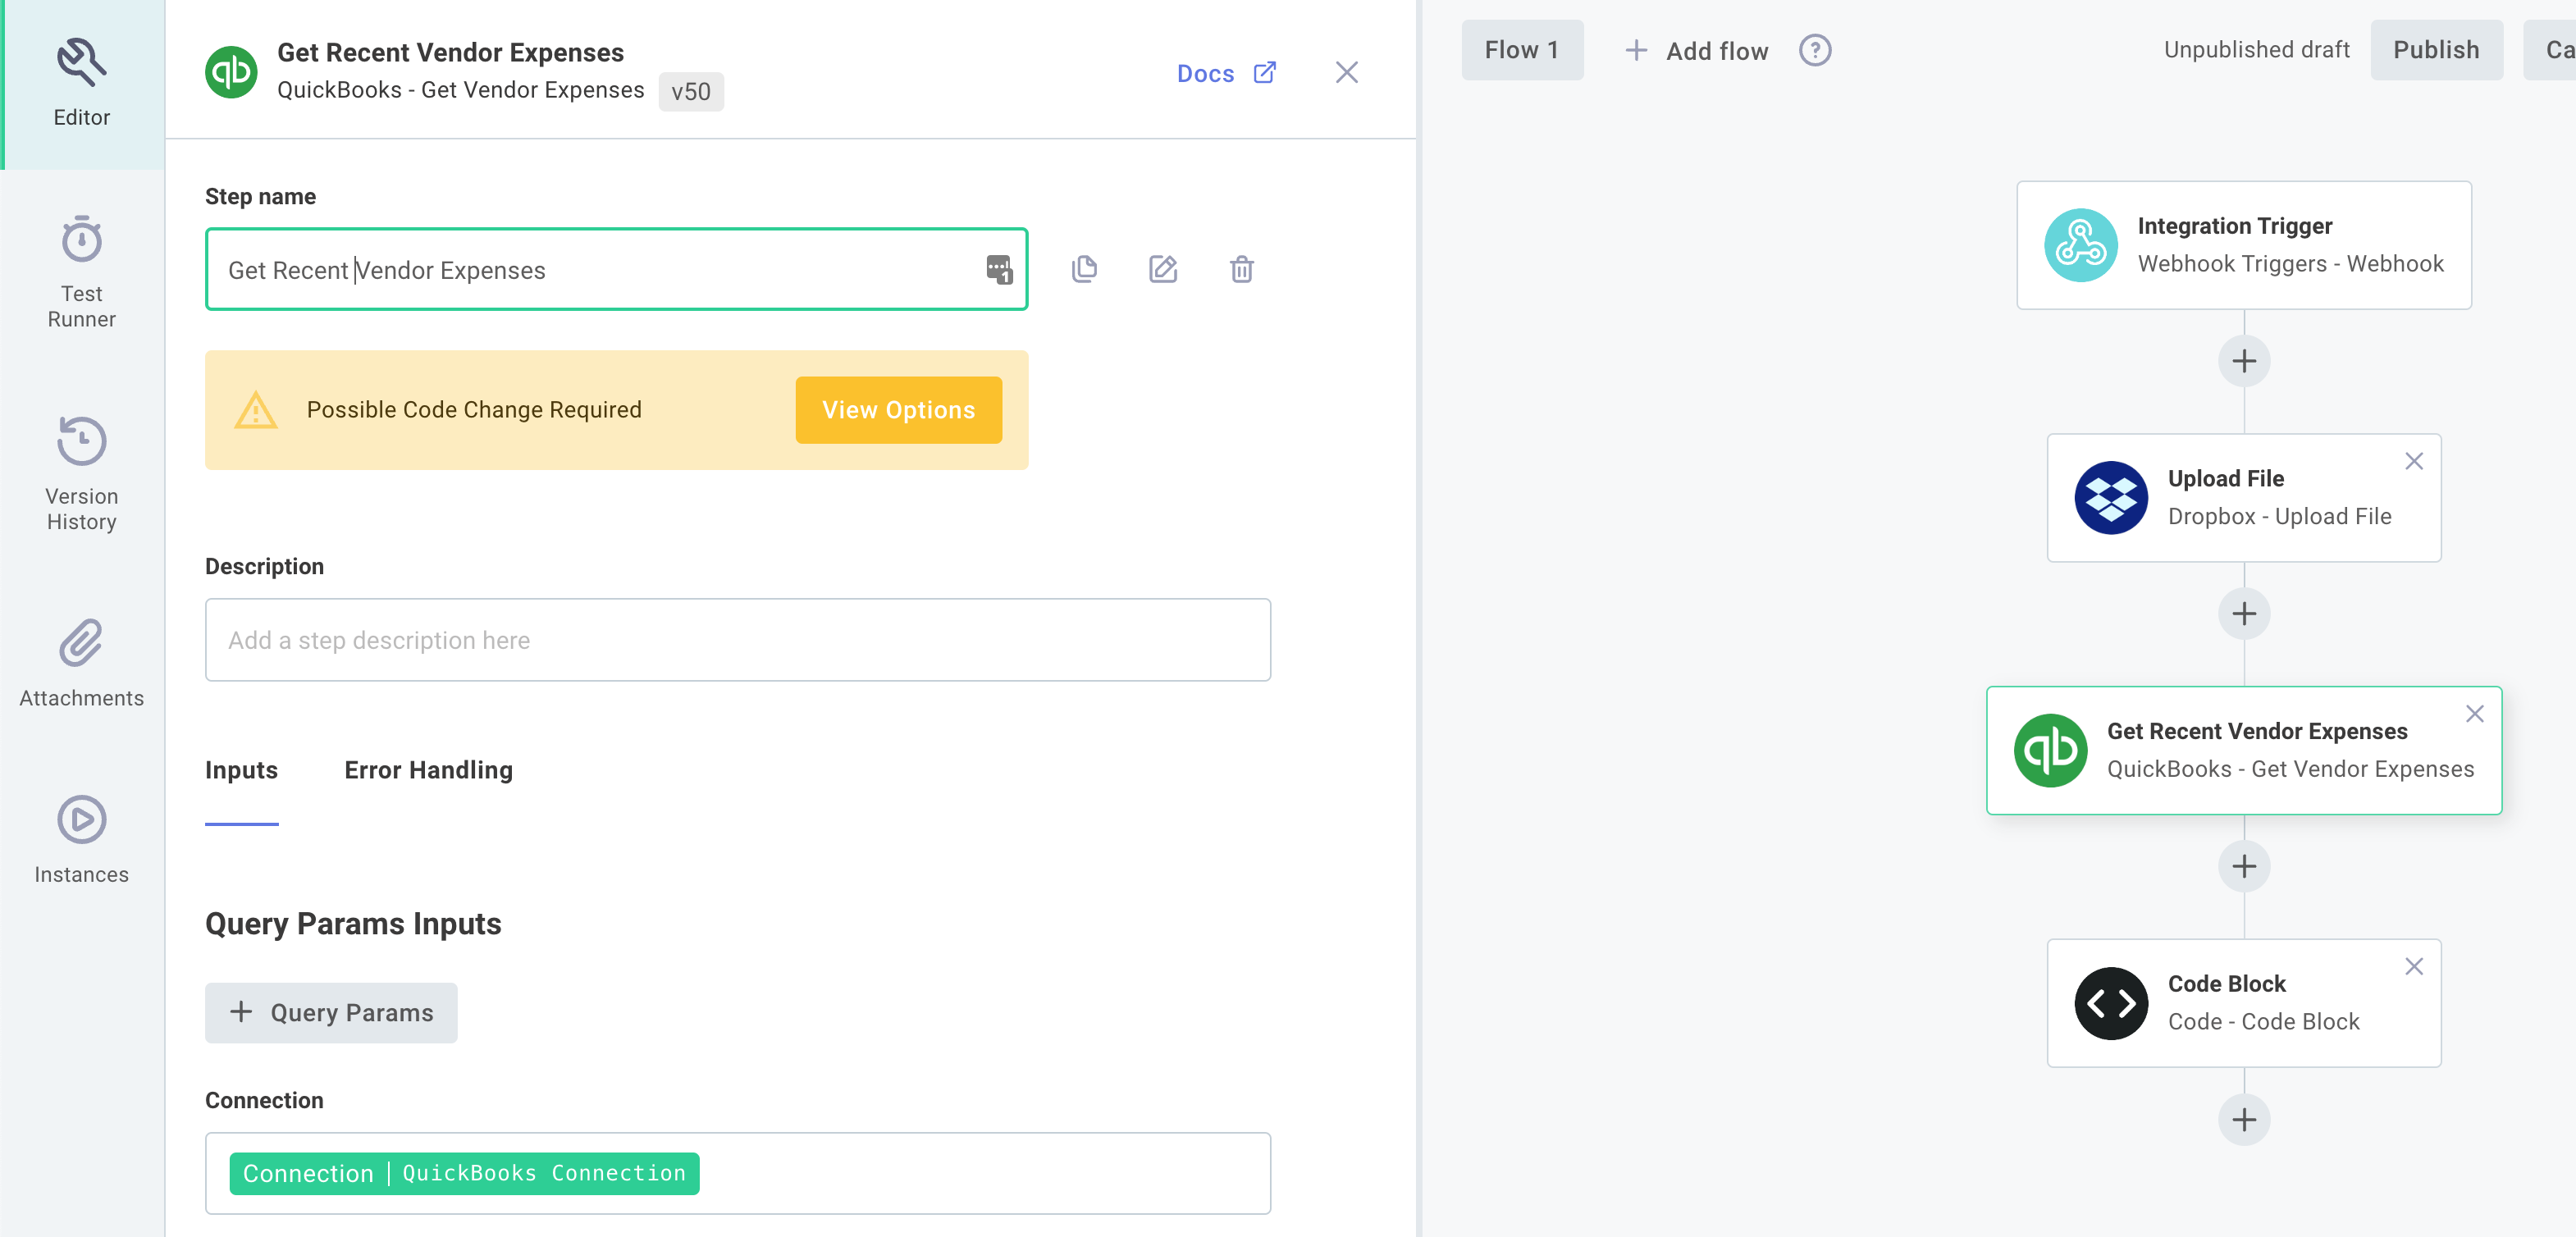 Editor
Test
Runner
Version
History
Attachments
Instances
qb
Get Recent Vendor Expenses
QuickBooks - Get Vendor Expenses v50
Docs
Step name
Get Recent Vendor Expenses
1
Possible Code Change Required
View Options
Description
Add a step description here
Inputs Error Handling
Query Params Inputs
+ Query Params
Connection
Connection | QuickBooks Connection
Flow 1
+ Add flow ?
Unpublished draft
Publish
Ca
Integration Trigger
Webhook Triggers - Webhook
Upload File
Dropbox - Upload File
qb
Get Recent Vendor Expenses
QuickBooks - Get Vendor Expenses
Code Block
Code - Code Block